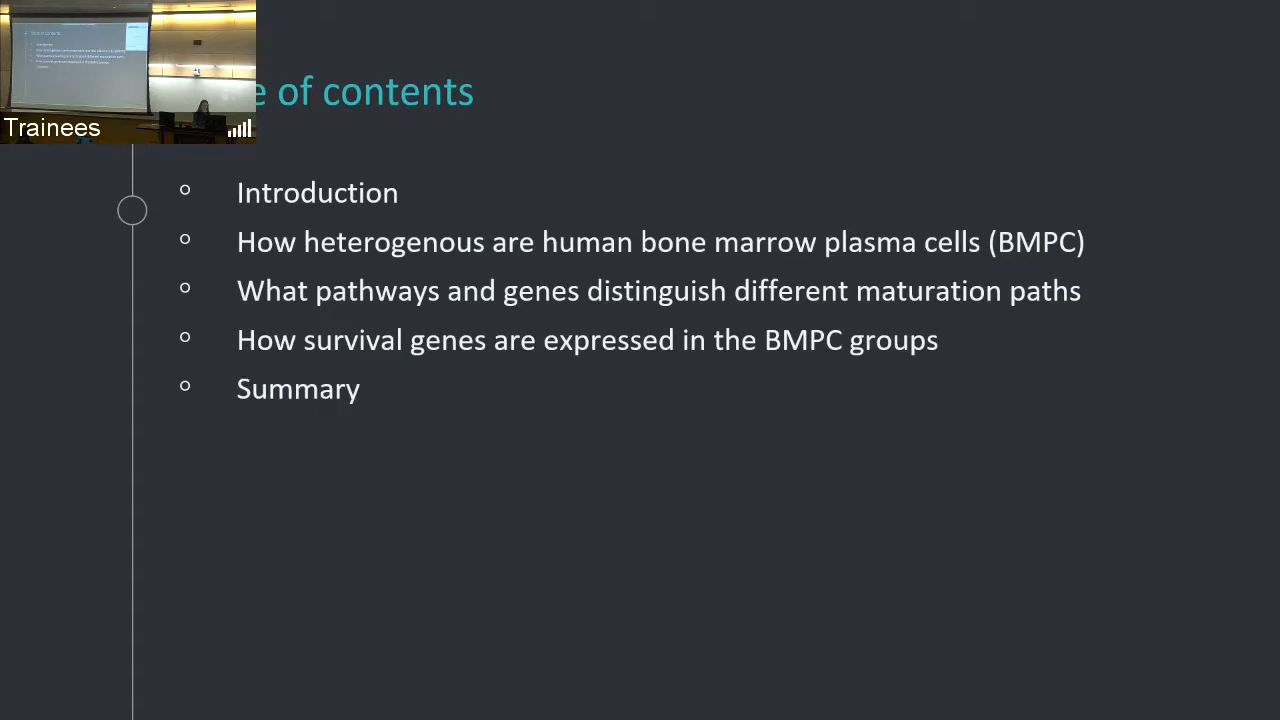 e of contents
Trainees
Introduction
How heterogenous are human bone marrow plasma cells (BMPC)
What pathways and genes distinguish different maturation paths
How survival genes are expressed in the BMPC groups
Summary